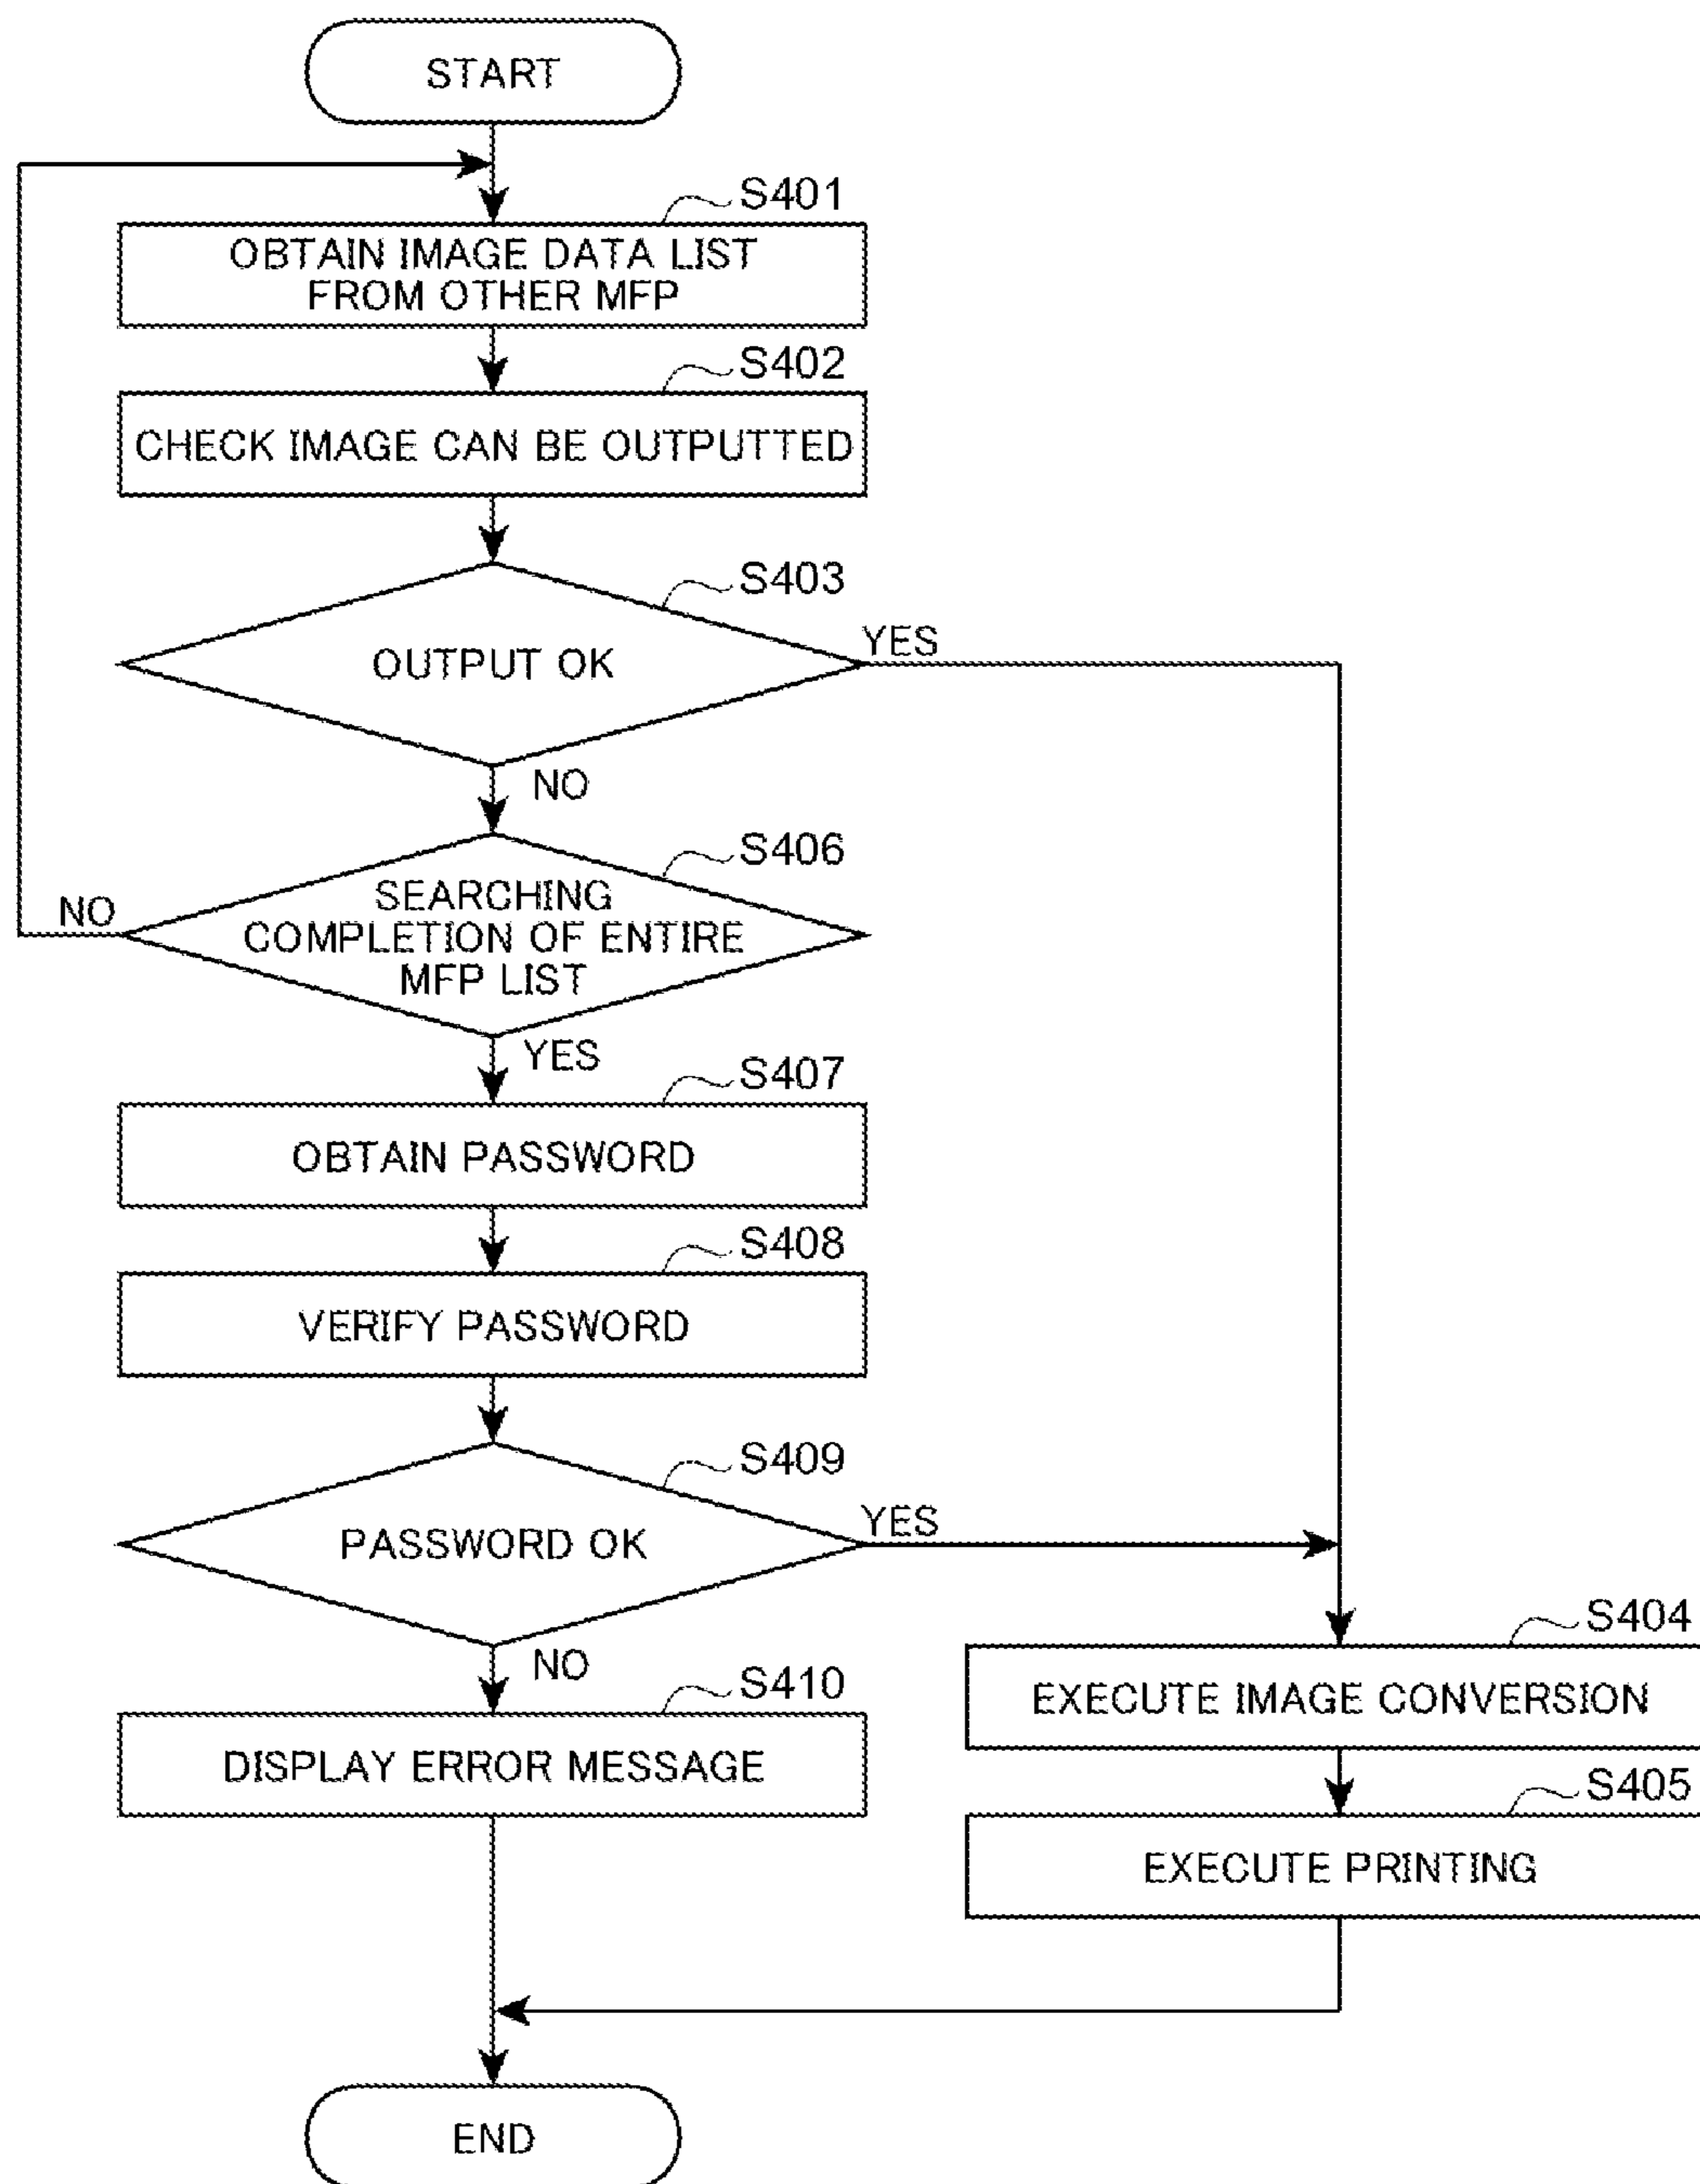 START
S401
OBTAIN IMAGE DATA LIST
FROM OTHER MFP
S402
CHECK IMAGE CAN BE OUTPUTTED
S403
OUTPUT OK
YES
NO
S406
SEARCHING
COMPLETION OF ENTIRE
MFP LIST
NO
YES
S407
OBTAIN PASSWORD
S408
VERIFY PASSWORD
S409
PASSWORD OK
YES
NO
S404
EXECUTE IMAGE CONVERSION
S410
DISPLAY ERROR MESSAGE
S405
EXECUTE PRINTING
END